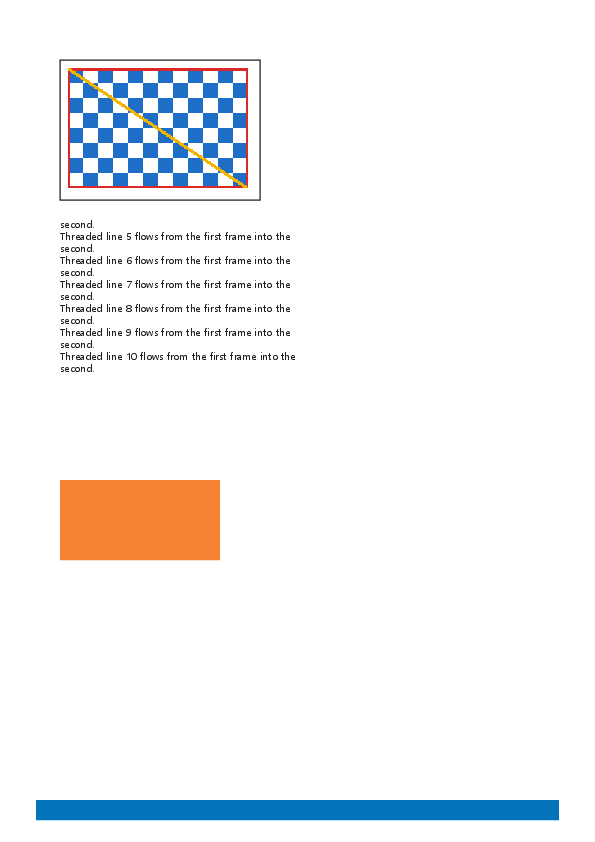 second.
Threaded line 5 flows from the first frame into the
second.
Threaded line 6 flows from the first frame into the
second.
Threaded line 7 flows from the first frame into the
second.
Threaded line 8 flows from the first frame into the
second.
Threaded line 9 flows from the first frame into the
second.
Threaded line 10 flows from the first frame into the
second.